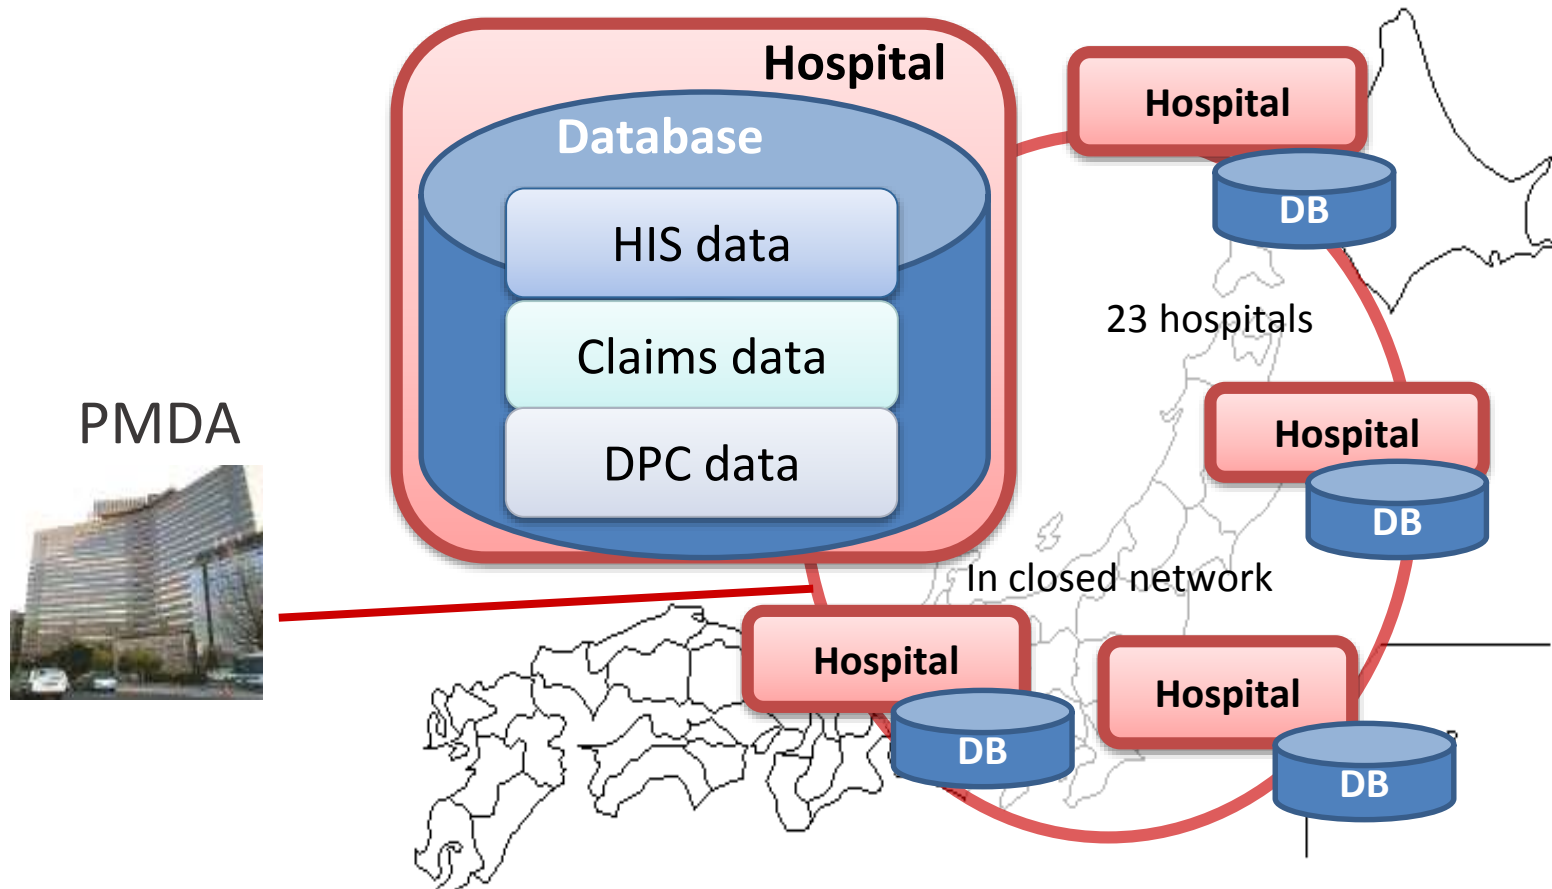 Hospital
Database
HIS data
Claims data
DPC data
PMDA
Hospital
DB
23 hospitals
Hospital
DB
In closed network
Hospital
DB
Hospital
DB